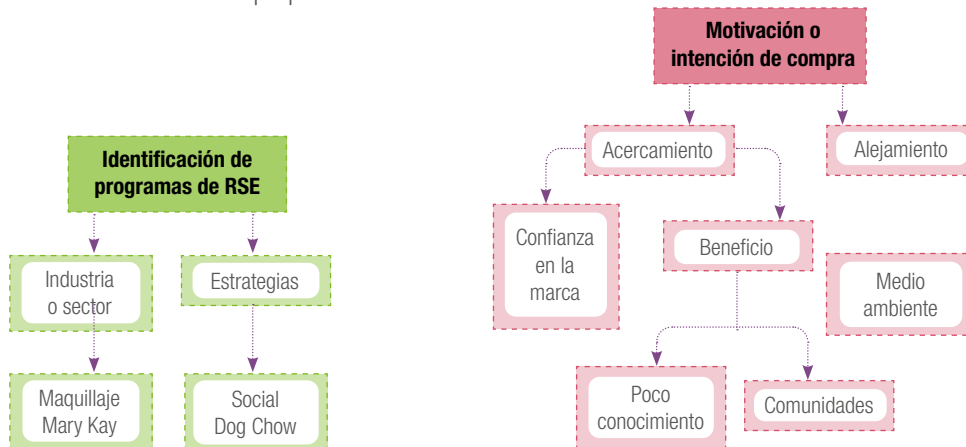 Motivación o
intención de compra
Identificación de
programas de RSE
Acercamiento
Alejamiento
Confianza
en la
marca
Beneficio
Industria
o sector
Estrategias
Medio
ambiente
Maquillaje
Mary Kay
Social
Dog Chow
Poco
conocimiento
Comunidades